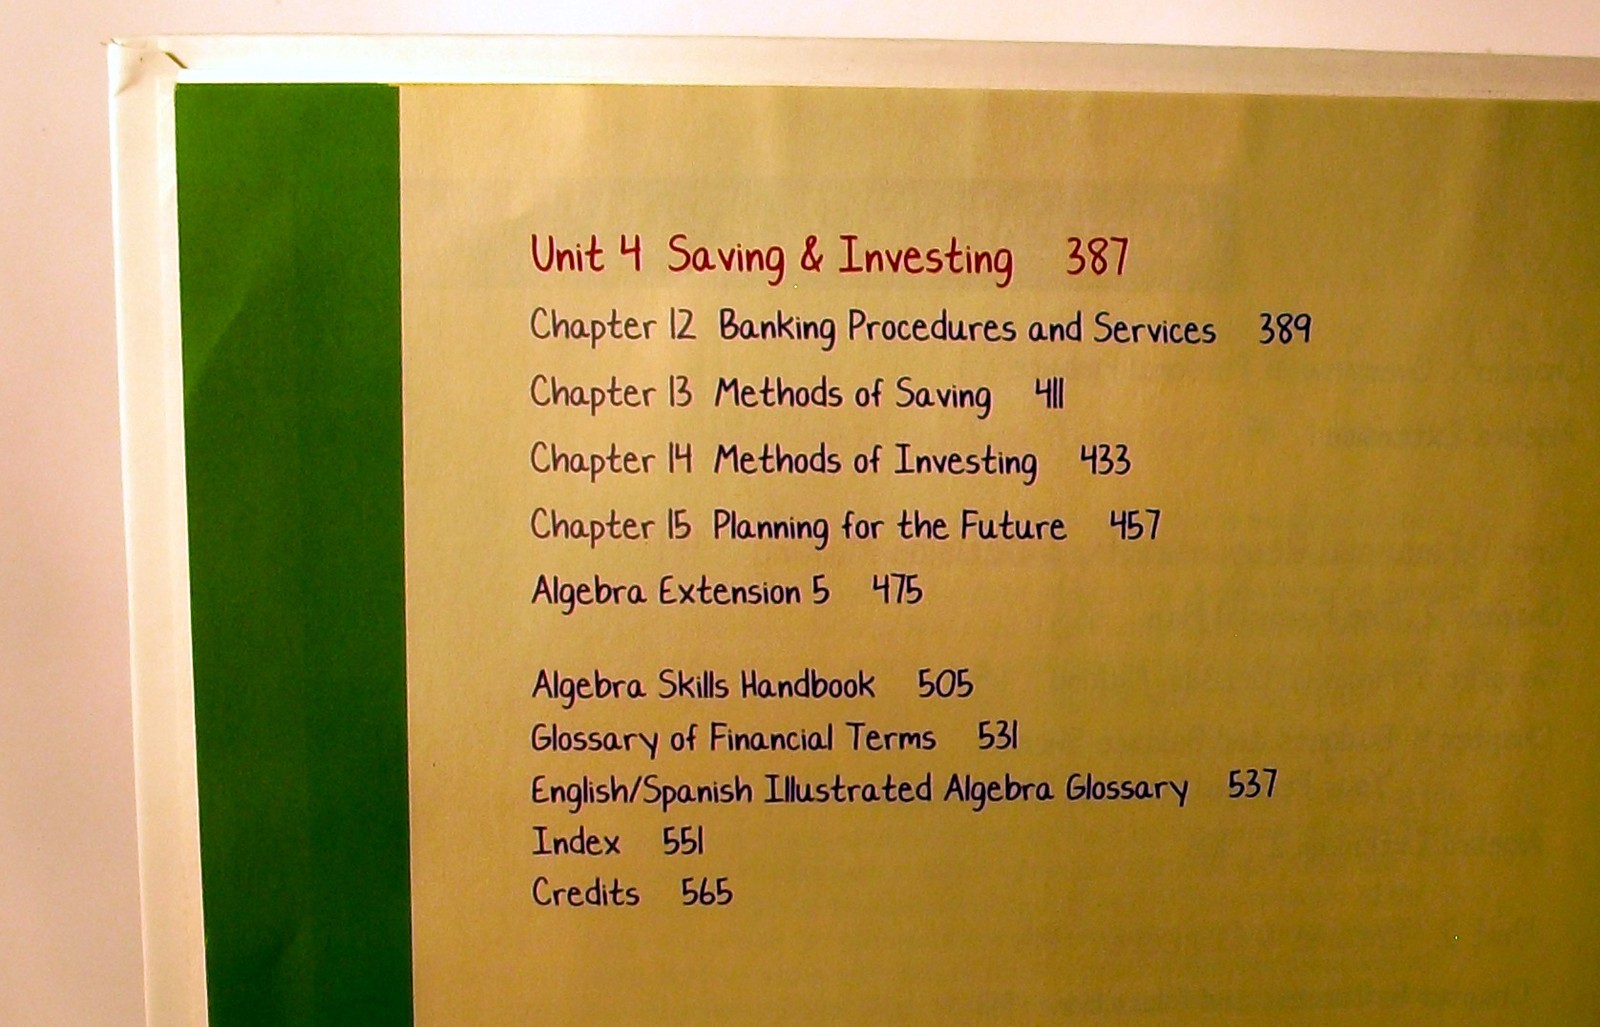 Unit 4 Saving & Investing 387
Chapter 12 Banking Procedures and Services 389
Chapter 13 Methods of Saving 411
Chapter 14 Methods of Investing 433
Chapter 15 Planning for the Future 457
Algebra Extension 5 475
Algebra Skills Handbook 505
Glossary of Financial Terms 531
English/Spanish Illustrated Algebra Glossary 537
Index 551
Credits 565